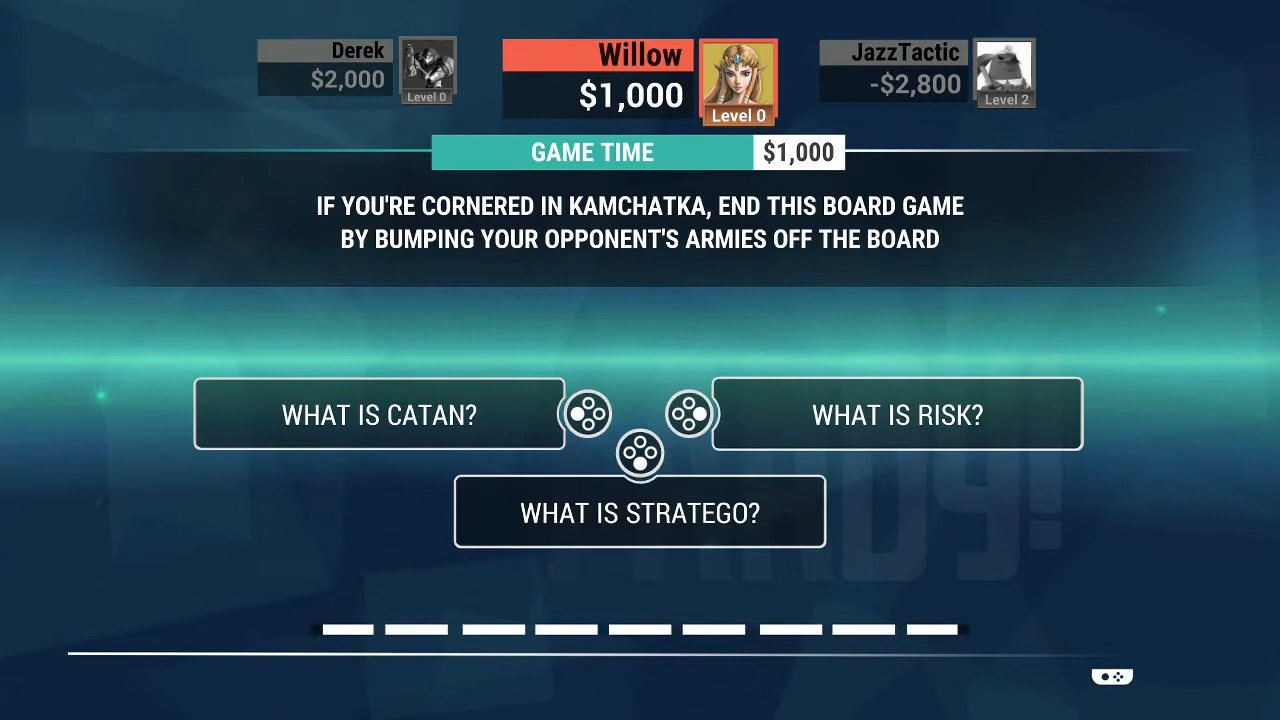 Derek
$2,000
Level 0
Willow
$1,000
Level 0
JazzTactic
-$2,800
Level 2
GAME TIME
$1,000
IF YOU'RE CORNERED IN KAMCHATKA, END THIS BOARD GAME
BY BUMPING YOUR OPPONENT'S ARMIES OFF THE BOARD
WHAT IS CATAN?
WHAT IS RISK?
WHAT IS STRATEGO?